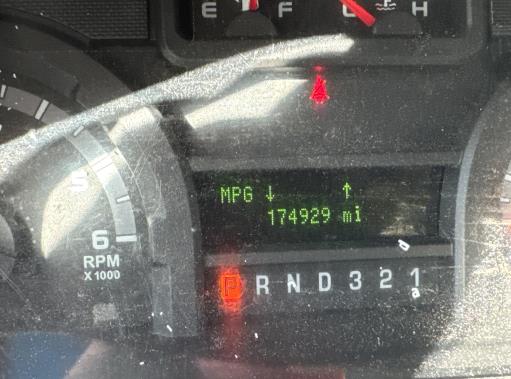 E F C H
MPG ↓ ↑
174929 mi
5
6
RPM
X 1000
P R N D 3 2 1